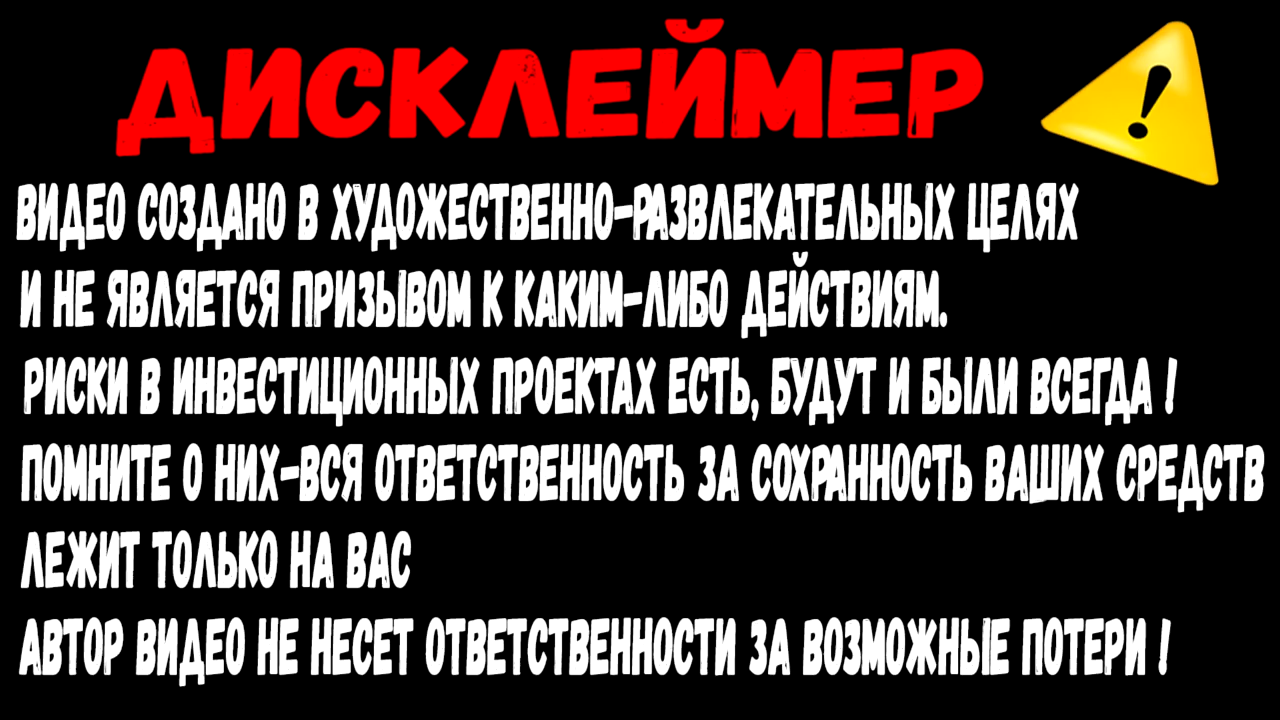 ДИСКЛЕЙМЕР
ВИДЕО СОЗДАНО В ХУДОЖЕСТВЕННО-РАЗВЛЕКАТЕЛЬНЫХ ЦЕЛЯХ
И НЕ ЯВЛЯЕТСЯ ПРИЗЫВОМ К КАКИМ-ЛИБО ДЕЙСТВИЯМ.
РИСКИ В ИНВЕСТИЦИОННЫХ ПРОЕКТАХ ЕСТЬ, БУДУТ И БЫЛИ ВСЕГДА !
ПОМНИТЕ О НИХ-ВСЯ ОТВЕТСТВЕННОСТЬ ЗА СОХРАННОСТЬ ВАШИХ СРЕДСТВ
ЛЕЖИТ ТОЛЬКО НА ВАС
АВТОР ВИДЕО НЕ НЕСЕТ ОТВЕТСТВЕННОСТИ ЗА ВОЗМОЖНЫЕ ПОТЕРИ !